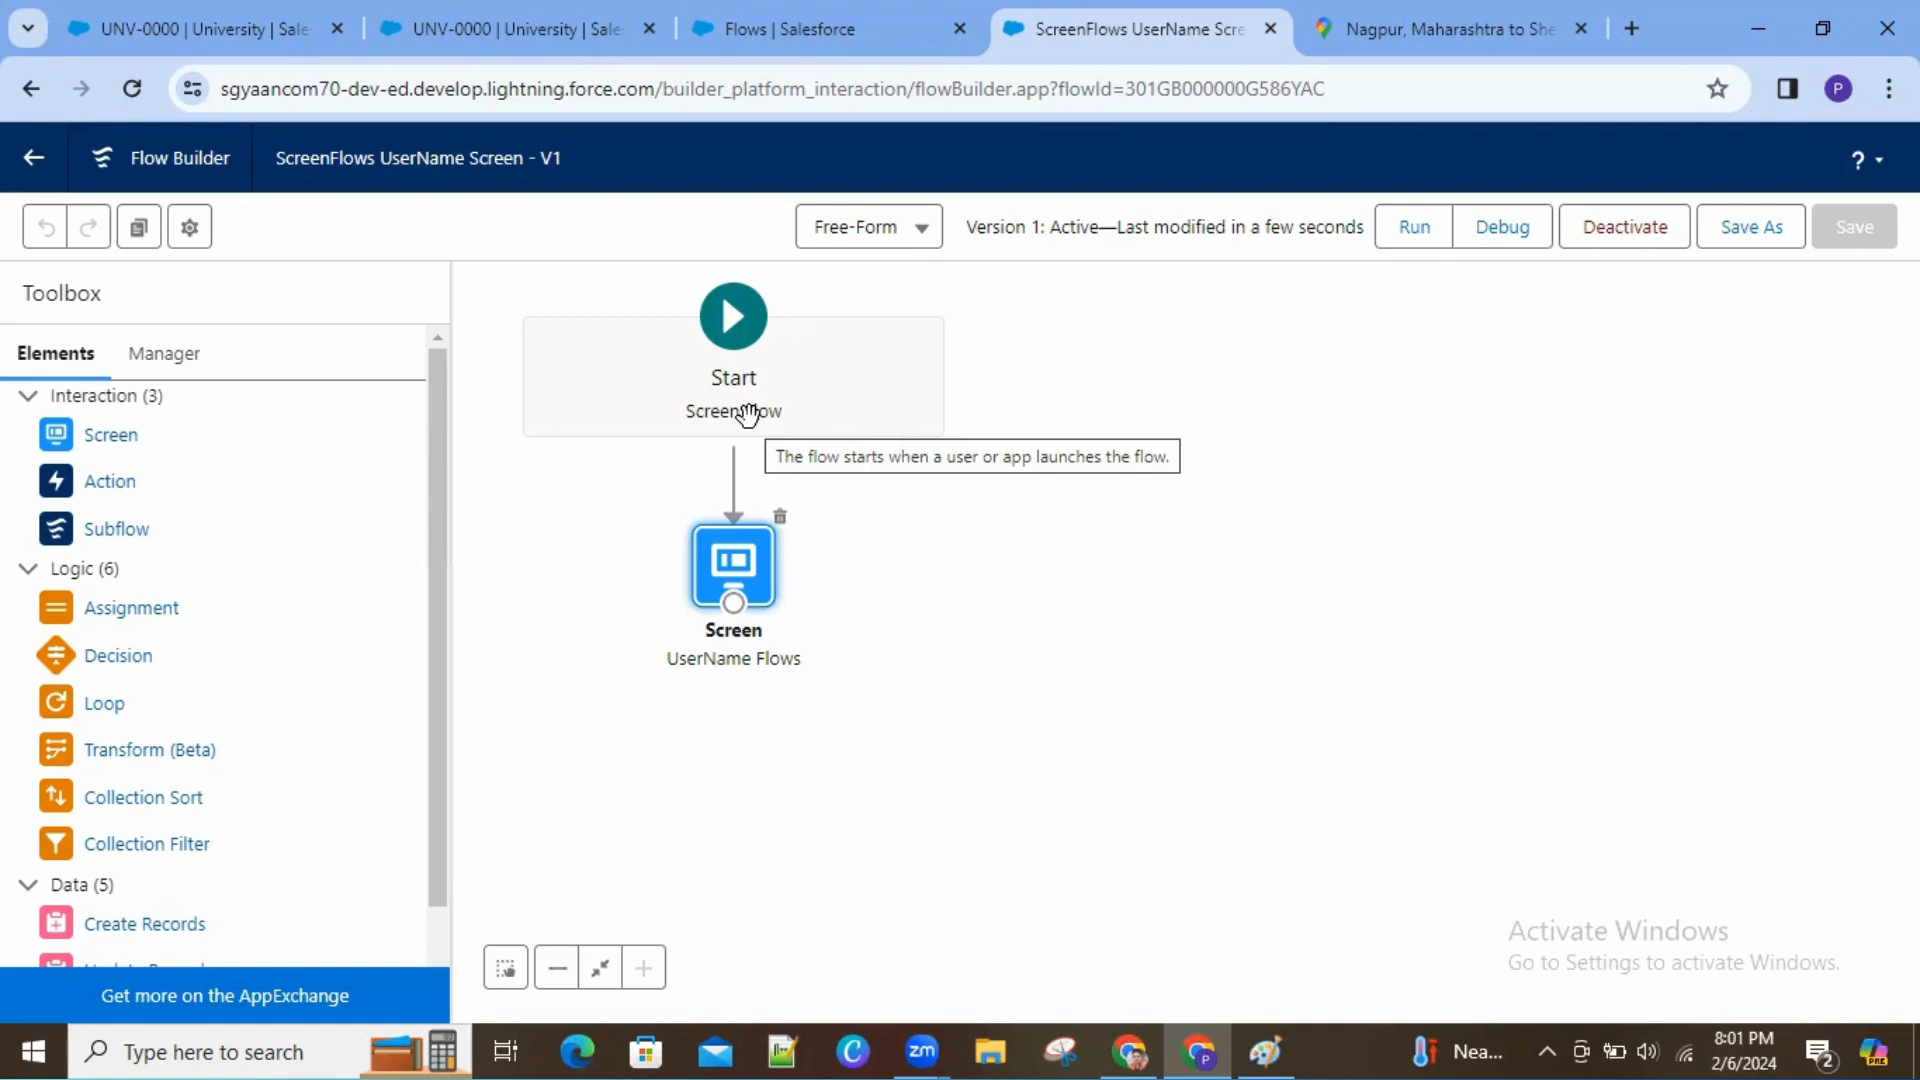 UNV-0000 | University | Sale
UNV-0000 | University | Sale
Flows | Salesforce
ScreenFlows UserName Scre
Nagpur, Maharashtra to She
sgyaancom70-dev-ed.develop.lightning.force.com/builder_platform_interaction/flowBuilder.app?flowId=301GB000000G586YAC
P
Flow Builder
ScreenFlows UserName Screen - V1
?
Free-Form
Version 1: Active—Last modified in a few seconds
Run
Debug
Deactivate
Save As
Save
Toolbox
Elements
Manager
Interaction (3)
Screen
Action
Subflow
Logic (6)
Assignment
Decision
Loop
Transform (Beta)
Collection Sort
Collection Filter
Data (5)
Create Records
Get more on the AppExchange
Start
The flow starts when a user or app launches the flow.
Screen
UserName Flows
Activate Windows
Go to Settings to activate Windows.
Type here to search
zm
P
Nea...
8:01 PM
2/6/2024
2
PRE